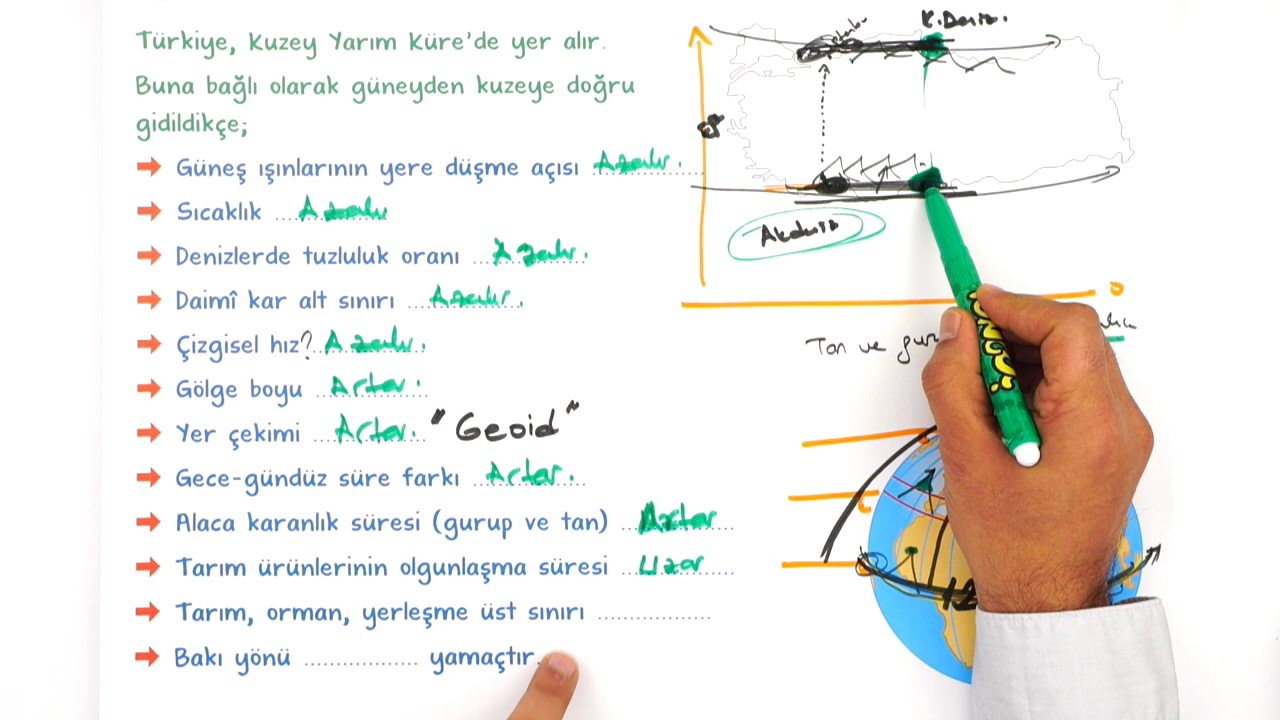 Türkiye, Kuzey Yarım Küre'de yer alır.
Buna bağlı olarak güneyden kuzeye doğru
gidildikçe;
Güneş ışınlarının yere düşme açısı Azalır.
Sıcaklık Azalır
Denizlerde tuzluluk oranı Azalır.
Daimî kar alt sınırı Azalır.
Çizgisel hız? Azalır.
Gölge boyu Artar.
Yer çekimi Artar. "Geoid"
Gece-gündüz süre farkı Artar.
Alaca karanlık süresi (gurup ve tan) Artar
Tarım ürünlerinin olgunlaşma süresi Uzar
Tarım, orman, yerleşme üst sınırı ..................
Bakı yönü .................. yamaçtır.
K.Deniz.
Akdeniz
0
Tan ve